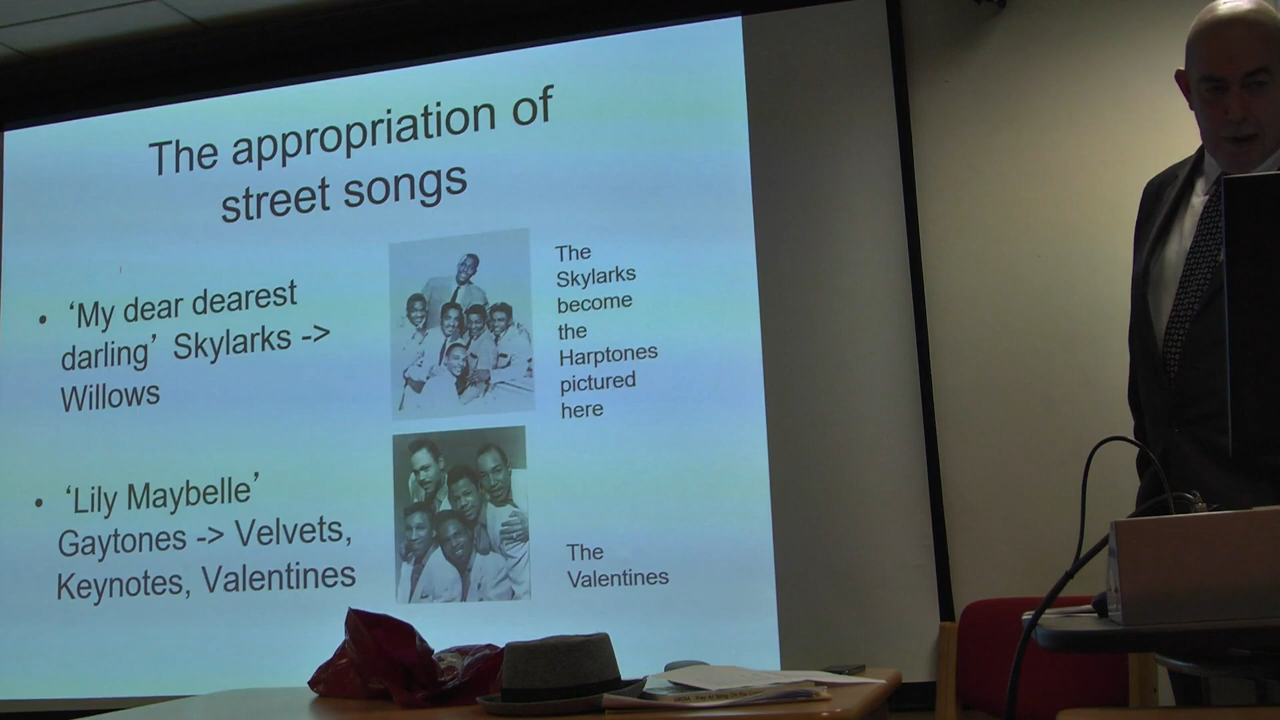 The appropriation of
street songs
• ‘My dear dearest
darling’ Skylarks ->
Willows
The
Skylarks
become
the
Harptones
pictured
here
• ‘Lily Maybelle’
Gaytones -> Velvets,
Keynotes, Valentines
The
Valentines